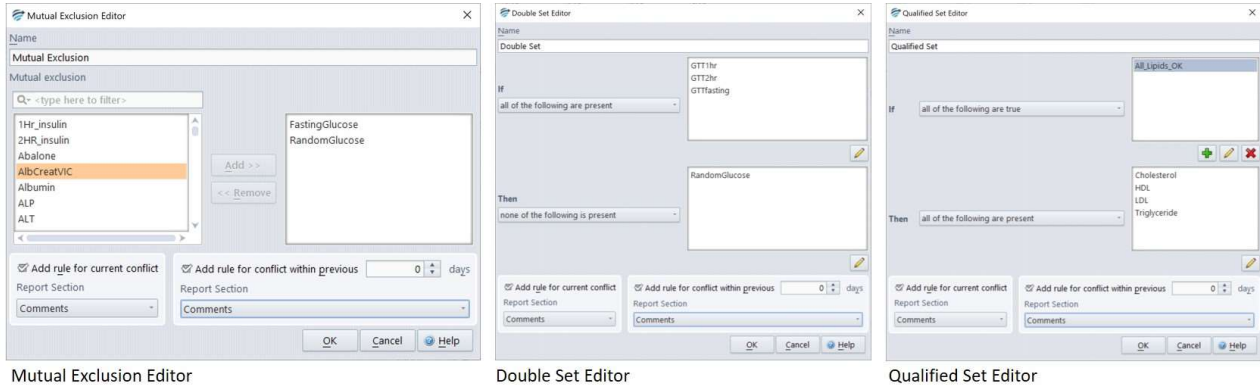 Mutual Exclusion Editor
Name
Mutual Exclusion
Mutual exclusion
<type here to filter>
1Hr_insulin
2HR_insulin
Abalone
AlbCreatVIC
Albumin
ALP
ALT
Add >>
<< Remove
FastingGlucose
RandomGlucose
Add rule for current conflict
Report Section
Comments
Add rule for conflict within previous 0 days
Report Section
Comments
OK Cancel Help
Mutual Exclusion Editor
Double Set Editor
Name
Double Set
If
all of the following are present
GTT1hr
GTT2hr
GTTfasting
Then
none of the following is present
RandomGlucose
Add rule for current conflict
Report Section
Comments
Add rule for conflict within previous 0 days
Report Section
Comments
OK Cancel Help
Double Set Editor
Qualified Set Editor
Name
Qualified Set
If all of the following are true
All_Lipids_OK
Then all of the following are present
Cholesterol
HDL
LDL
Triglyceride
Add rule for current conflict
Report Section
Comments
Add rule for conflict within previous 0 days
Report Section
Comments
OK Cancel Help
Qualified Set Editor